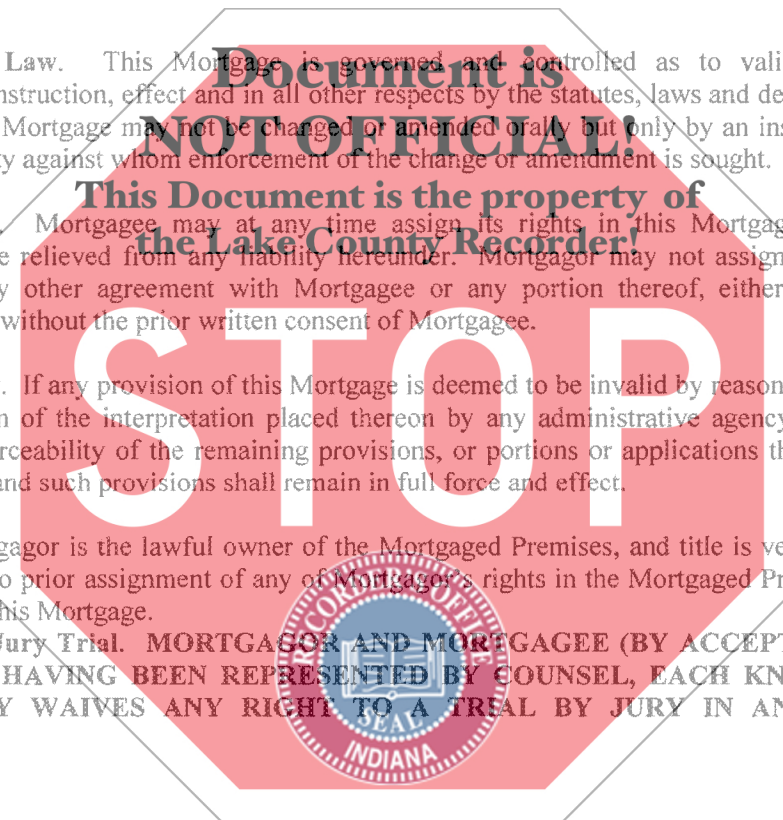 Law. This Mortgage is governed and controlled as to vali
Document is
nstruction, effect and in all other respects by the statutes, laws and de
Mortgage may not be changed or amended orally but only by an ins
NOT OFFICIAL!
y against whom enforcement of the change or amendment is sought.
This Document is the property of
Mortgagee may at any time assign its rights in this Mortgag
the Lake County Recorder!
e relieved from any liability hereunder. Mortgagor may not assign
y other agreement with Mortgagee or any portion thereof, either
without the prior written consent of Mortgagee.
STOP
. If any provision of this Mortgage is deemed to be invalid by reason
n of the interpretation placed thereon by any administrative agency
rceability of the remaining provisions, or portions or applications th
and such provisions shall remain in full force and effect.
gagor is the lawful owner of the Mortgaged Premises, and title is ve
o prior assignment of any of Mortgagor's rights in the Mortgaged Pr
his Mortgage.
Jury Trial. MORTGAGOR AND MORTGAGEE (BY ACCEP
HAVING BEEN REPRESENTED BY COUNSEL, EACH KN
Y WAIVES ANY RIGHT TO A TRIAL BY JURY IN AN
RECORDER'S OFFICE
SEAL
INDIANA